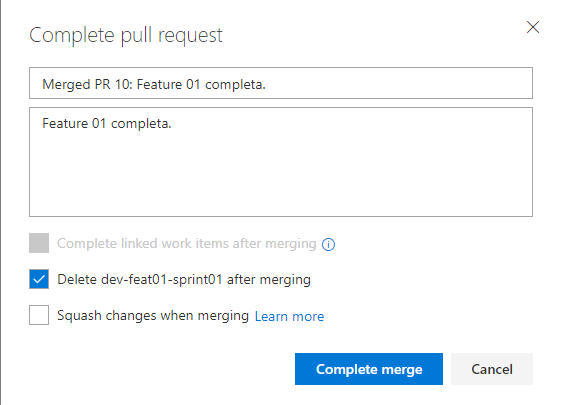 Complete pull request
Merged PR 10: Feature 01 completa.
Feature 01 completa.
Complete linked work items after merging
Delete dev-feat01-sprint01 after merging
Squash changes when merging Learn more
Complete merge Cancel